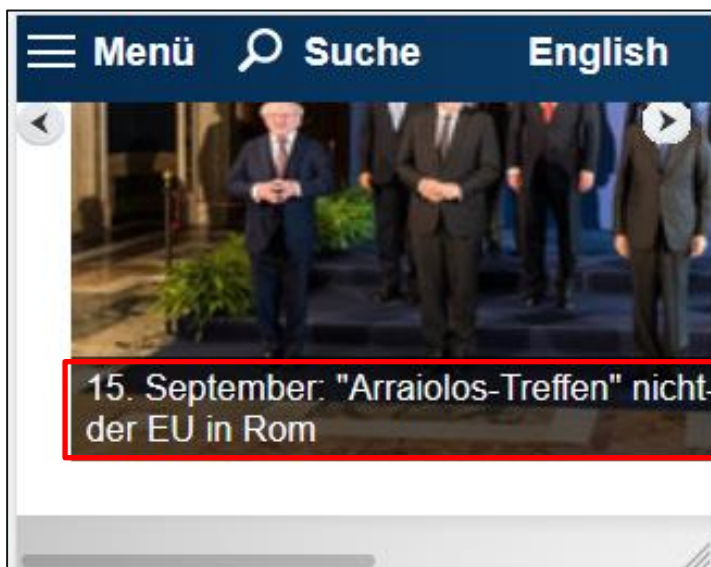 Menü Suche English
15. September: "Arraiolos-Treffen" nicht-
der EU in Rom